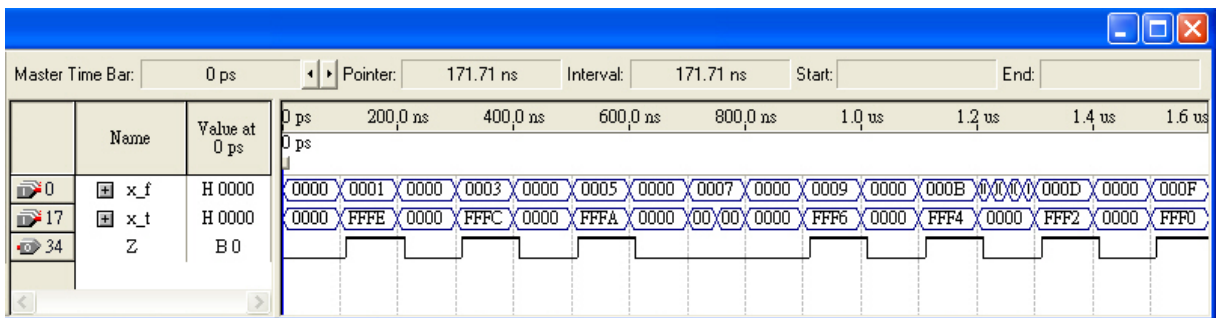 Master Time Bar: 0 ps Pointer: 171.71 ns Interval: 171.71 ns Start: End:
Name Value at 0 ps
0 ps 200.0 ns 400.0 ns 600.0 ns 800.0 ns 1.0 us 1.2 us 1.4 us 1.6 us
0 ps
0 x_f H 0000 0000 0001 0000 0003 0000 0005 0000 0007 0000 0009 0000 000B 000D 0000 000F
17 x_t H 0000 0000 FFFE 0000 FFFC 0000 FFFA 0000 00 00 0000 FFF6 0000 FFF4 0000 FFF2 0000 FFF0
34 Z B 0